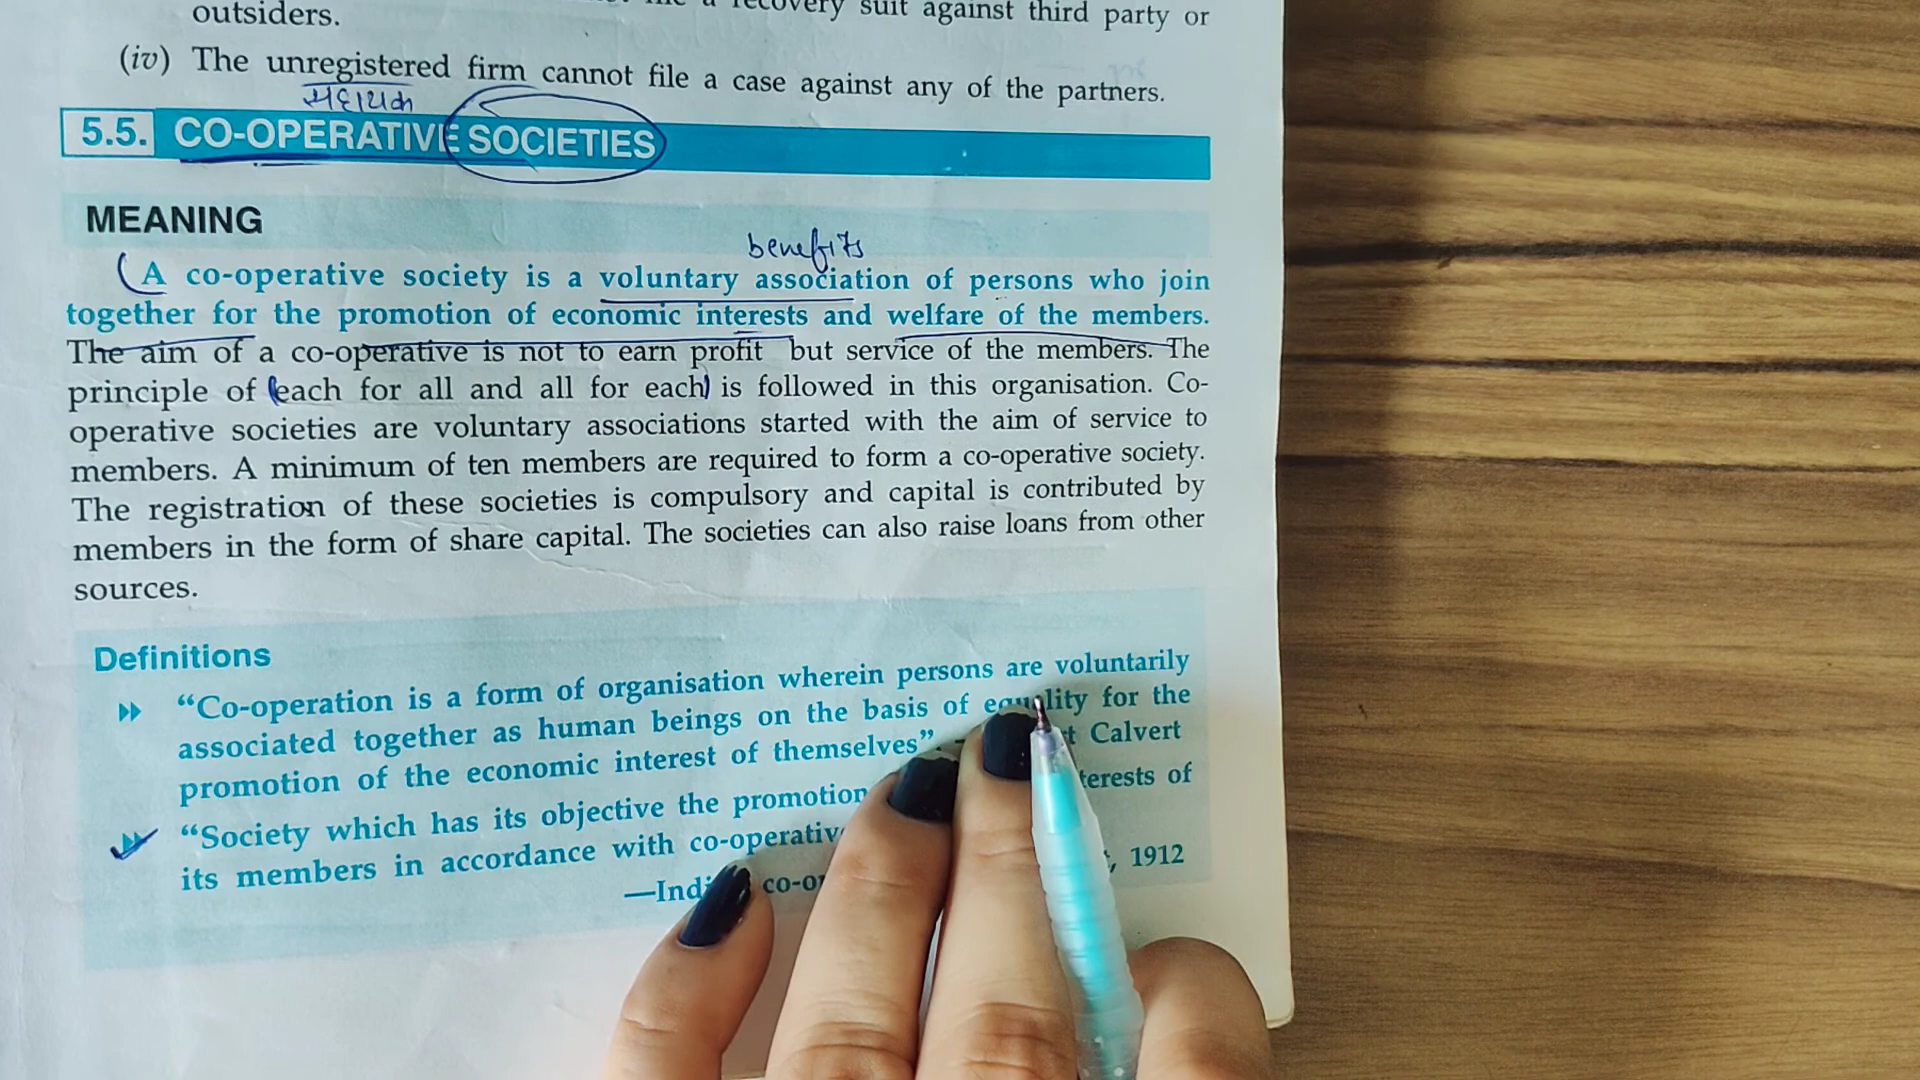 recovery suit against third party or
outsiders.
(iv) The unregistered firm cannot file a case against any of the partners.
सहायक
5.5. CO-OPERATIVE SOCIETIES
MEANING
benefits
A co-operative society is a voluntary association of persons who join
together for the promotion of economic interests and welfare of the members.
The aim of a co-operative is not to earn profit but service of the members. The
principle of (each for all and all for each) is followed in this organisation. Co-
operative societies are voluntary associations started with the aim of service to
members. A minimum of ten members are required to form a co-operative society.
The registration of these societies is compulsory and capital is contributed by
members in the form of share capital. The societies can also raise loans from other
sources.
Definitions
"Co-operation is a form of organisation wherein persons are voluntarily
associated together as human beings on the basis of equality for the
promotion of the economic interest of themselves". Calvert
"Society which has its objective the promotion terests of
its members in accordance with co-operativ
—Indi co-o , 1912